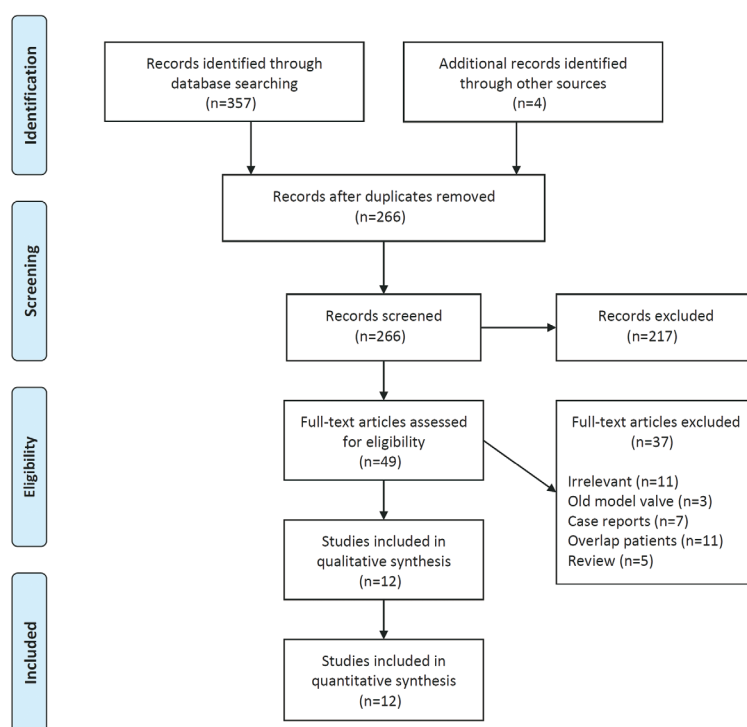 Identification
Records identified through
database searching
(n=357)
Additional records identified
through other sources
(n=4)
Records after duplicates removed
(n=266)
Screening
Records screened
(n=266)
Records excluded
(n=217)
Eligibility
Full-text articles assessed
for eligibility
(n=49)
Full-text articles excluded
(n=37)
Irrelevant (n=11)
Old model valve (n=3)
Case reports (n=7)
Overlap patients (n=11)
Review (n=5)
Studies included in
qualitative synthesis
(n=12)
Included
Studies included in
quantitative synthesis
(n=12)